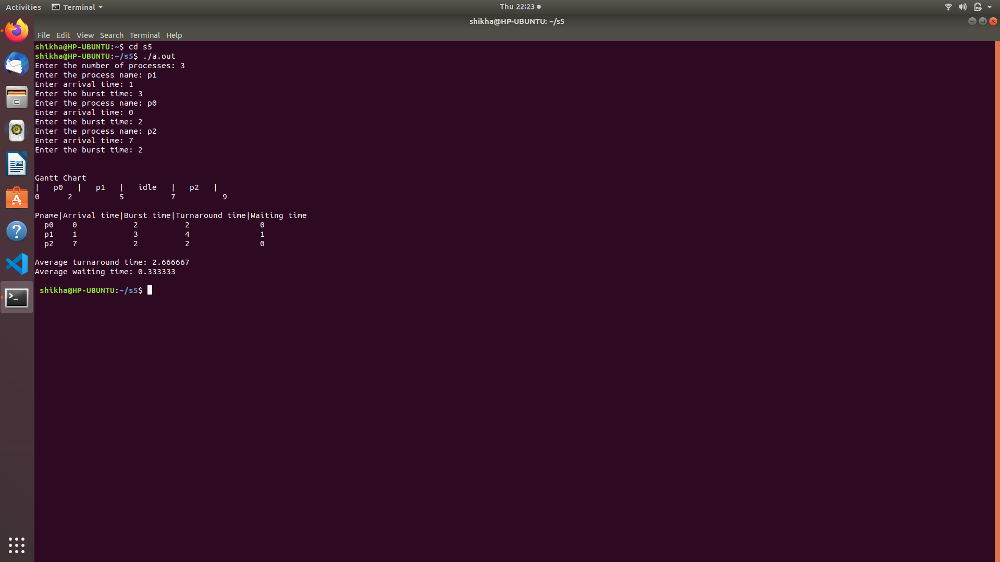 Activities Terminal Thu 22:23
shikha@HP-UBUNTU: ~/s5
File Edit View Search Terminal Help
shikha@HP-UBUNTU:~$ cd s5
shikha@HP-UBUNTU:~/s5$ ./a.out
Enter the number of processes: 3
Enter the process name: p1
Enter arrival time: 1
Enter the burst time: 3
Enter the process name: p0
Enter arrival time: 0
Enter the burst time: 2
Enter the process name: p2
Enter arrival time: 7
Enter the burst time: 2
Gantt Chart
|   p0   |   p1   |   idle   |   p2   |
0      2          5          7          9
Pname|Arrival time|Burst time|Turnaround time|Waiting time
  p0    0            2          2               0
  p1    1            3          4               1
  p2    7            2          2               0
Average turnaround time: 2.666667
Average waiting time: 0.333333
shikha@HP-UBUNTU:~/s5$